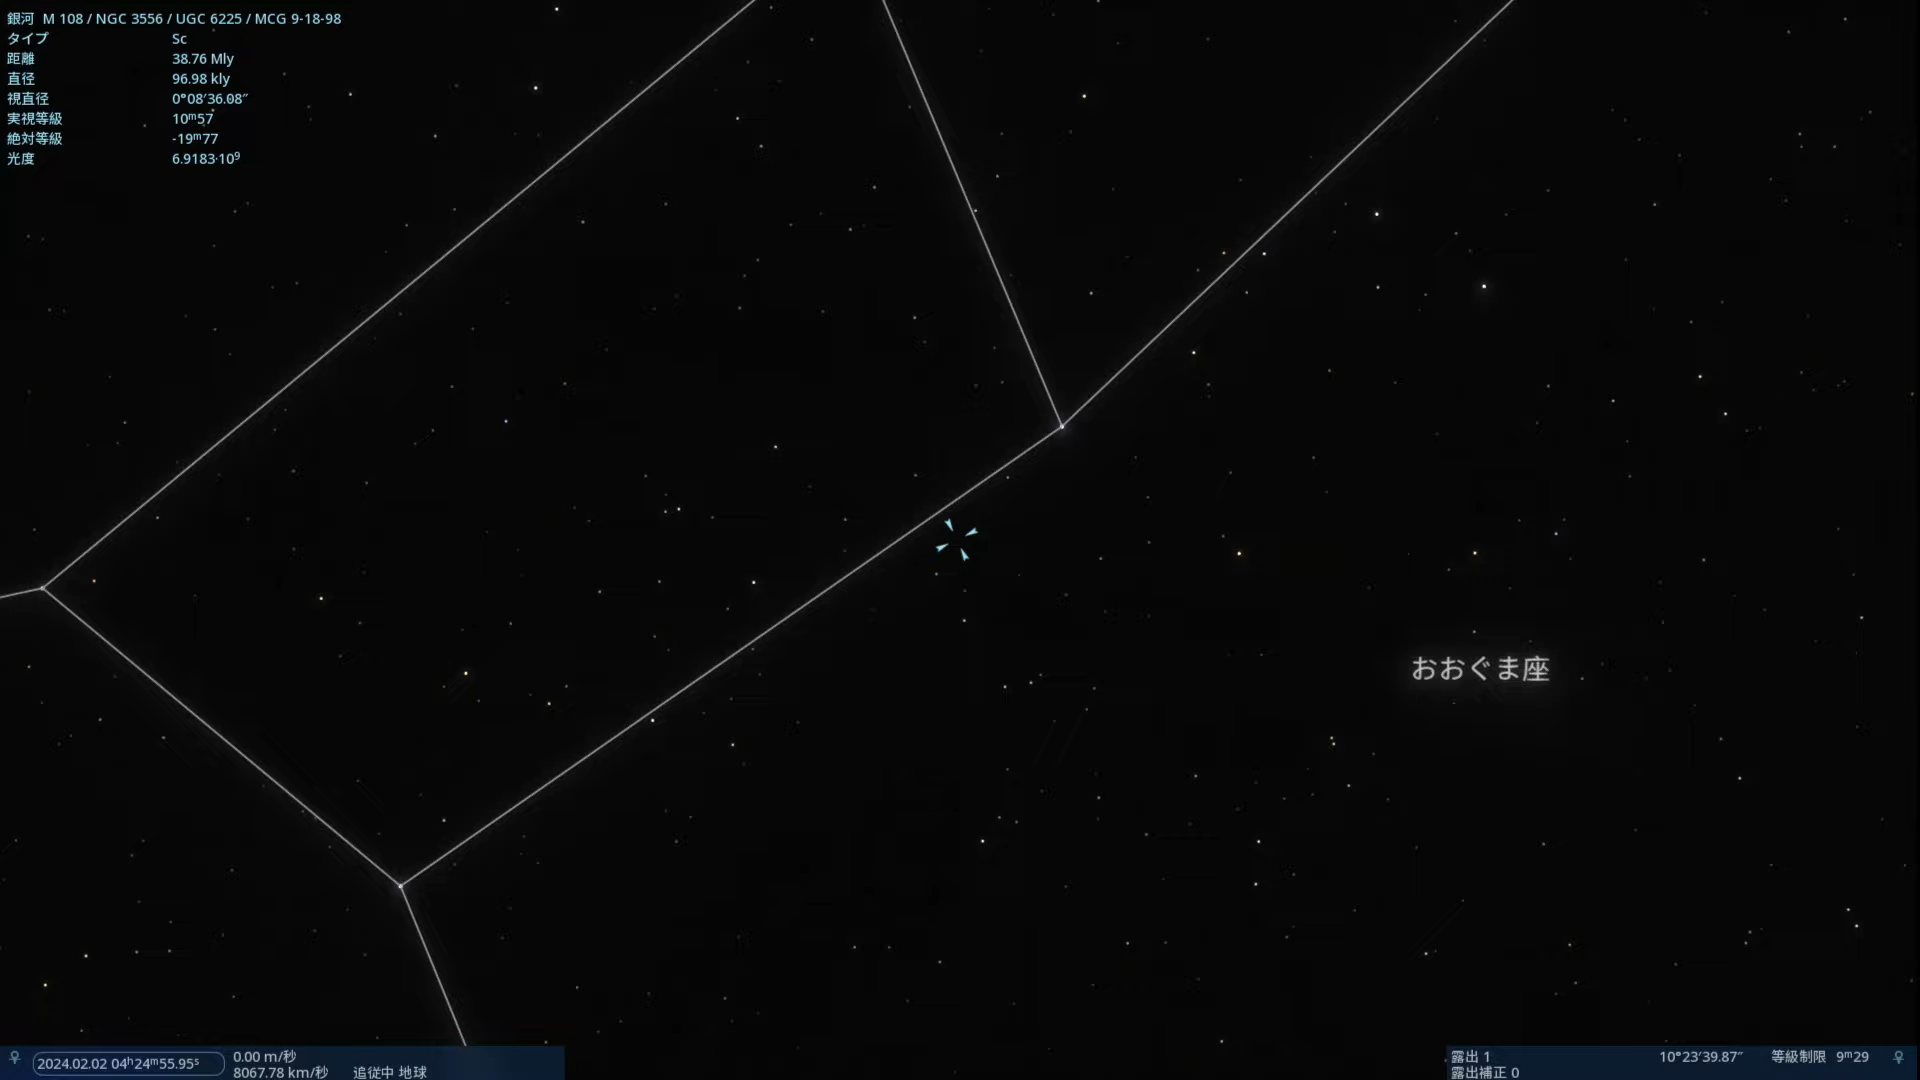 銀河 M 108 / NGC 3556 / UGC 6225 / MCG 9-18-98
タイプ Sc
距離 38.76 Mly
直径 96.98 kly
視直径 0°08′36.08″
実視等級 10ᵐ57
絶対等級 -19ᵐ77
光度 6.9183·10⁹
おおぐま座
2024.02.02 04ʰ24ᵐ55.95ˢ
0.00 m/秒
8067.78 km/秒 追従中 地球
露出 1 10°23′39.87″ 等級制限 9ᵐ29
露出補正 0